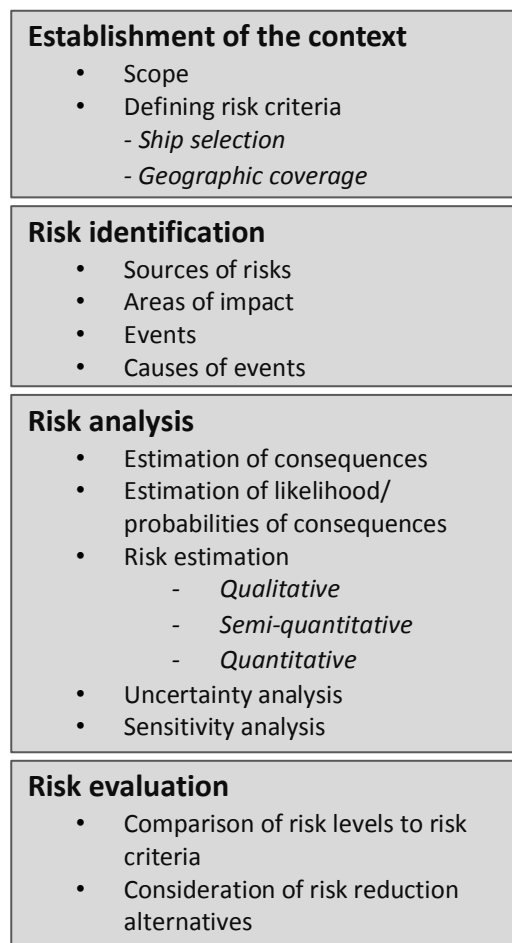 Establishment of the context
• Scope
• Defining risk criteria
- Ship selection
- Geographic coverage
Risk identification
• Sources of risks
• Areas of impact
• Events
• Causes of events
Risk analysis
• Estimation of consequences
• Estimation of likelihood/
probabilities of consequences
• Risk estimation
- Qualitative
- Semi-quantitative
- Quantitative
• Uncertainty analysis
• Sensitivity analysis
Risk evaluation
• Comparison of risk levels to risk
criteria
• Consideration of risk reduction
alternatives